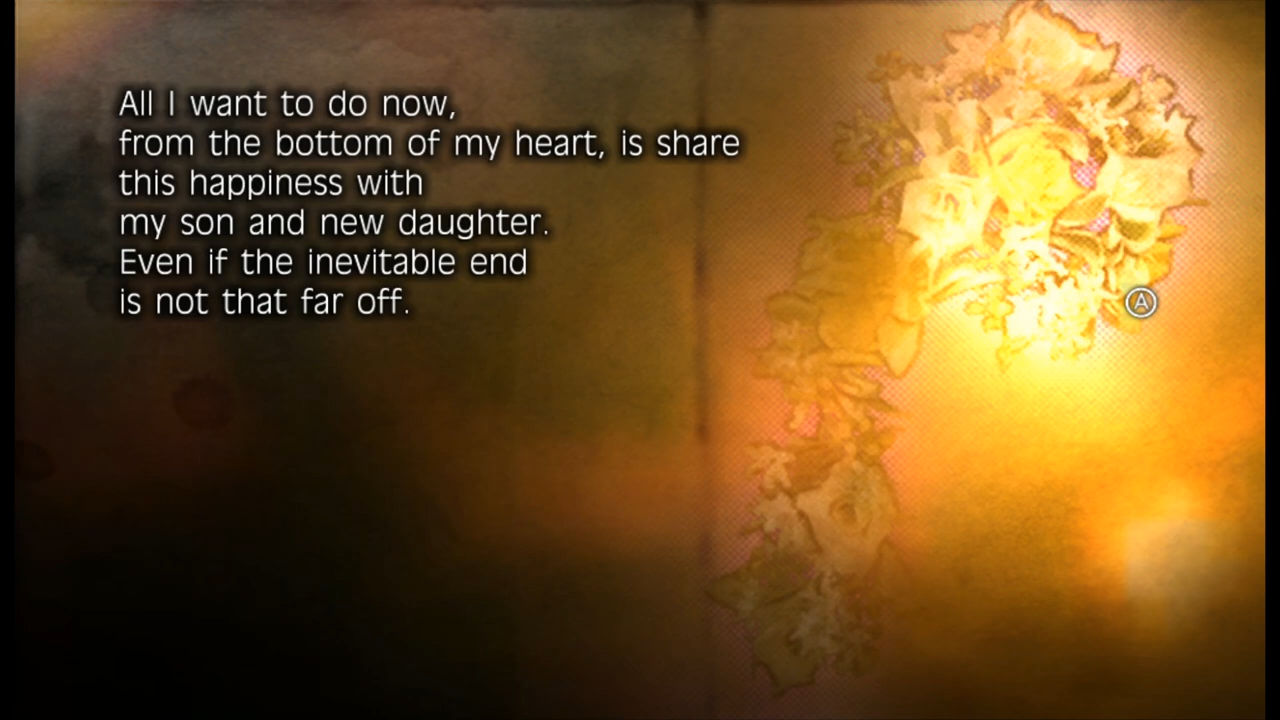 All I want to do now,
from the bottom of my heart, is share
this happiness with
my son and new daughter.
Even if the inevitable end
is not that far off.
A